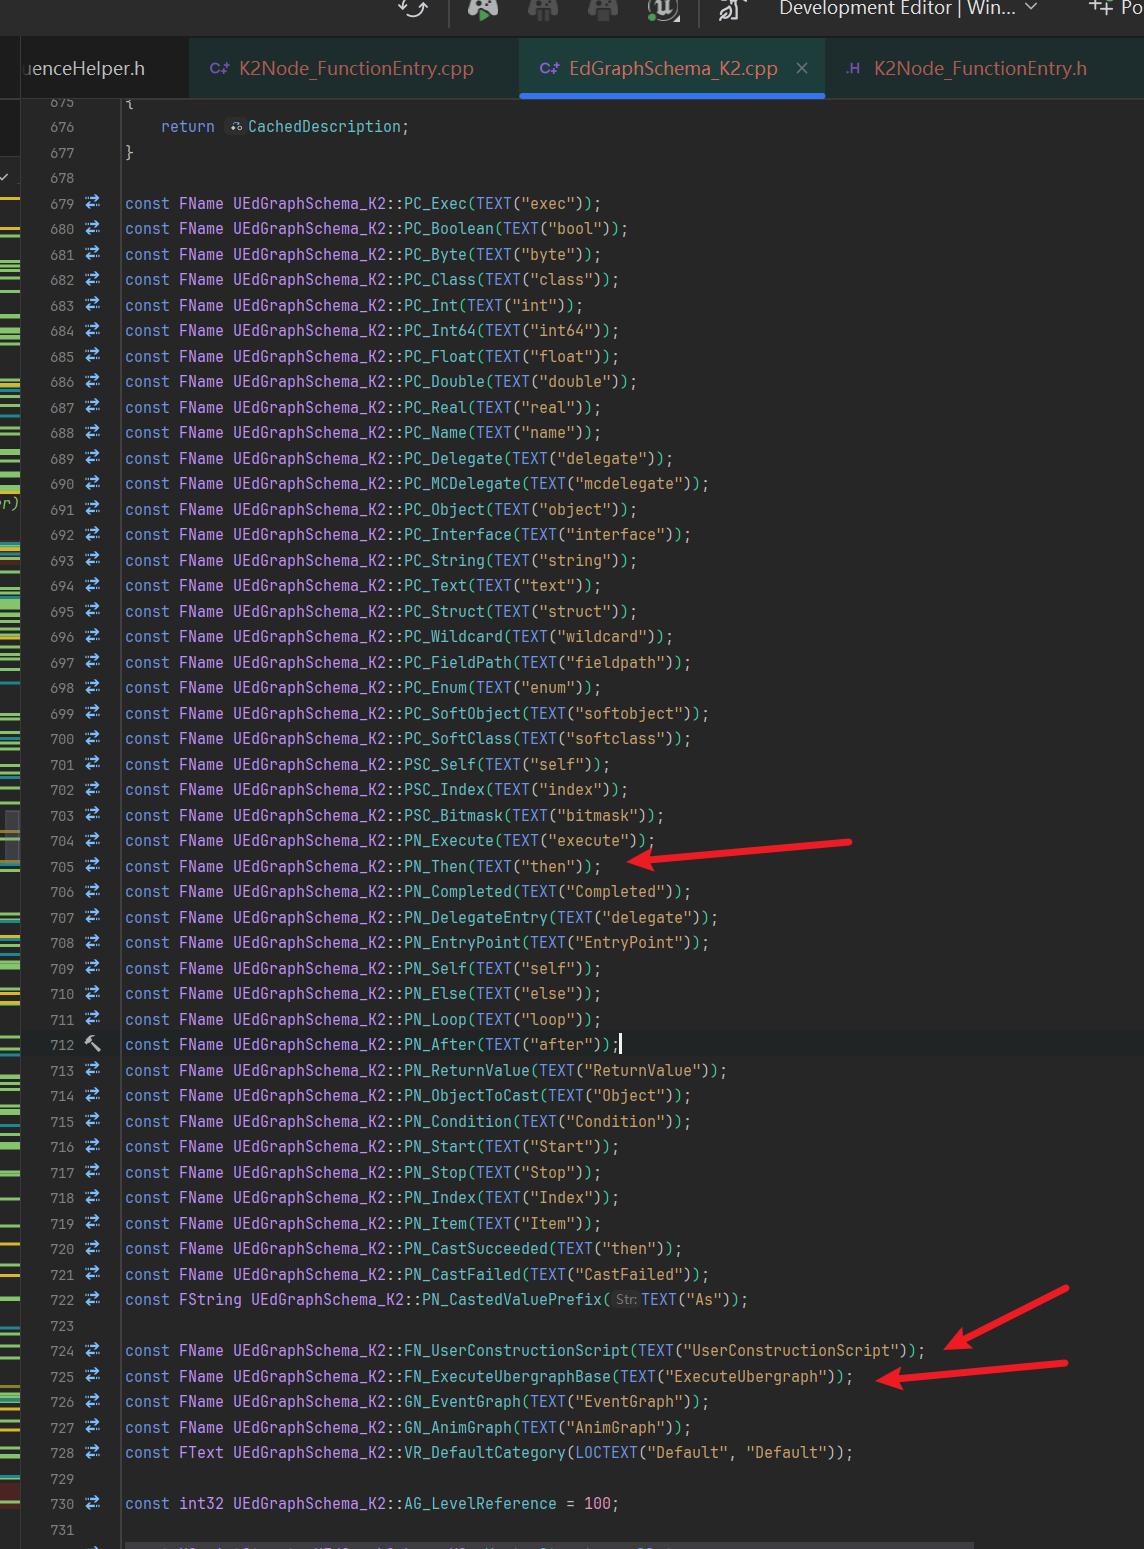 Development Editor | Win...
Po
uenceHelper.h
C+ K2Node_FunctionEntry.cpp
C+ EdGraphSchema_K2.cpp
.H K2Node_FunctionEntry.h
675 {
676 return CachedDescription;
677 }
678
679 const FName UEdGraphSchema_K2::PC_Exec(TEXT("exec"));
680 const FName UEdGraphSchema_K2::PC_Boolean(TEXT("bool"));
681 const FName UEdGraphSchema_K2::PC_Byte(TEXT("byte"));
682 const FName UEdGraphSchema_K2::PC_Class(TEXT("class"));
683 const FName UEdGraphSchema_K2::PC_Int(TEXT("int"));
684 const FName UEdGraphSchema_K2::PC_Int64(TEXT("int64"));
685 const FName UEdGraphSchema_K2::PC_Float(TEXT("float"));
686 const FName UEdGraphSchema_K2::PC_Double(TEXT("double"));
687 const FName UEdGraphSchema_K2::PC_Real(TEXT("real"));
688 const FName UEdGraphSchema_K2::PC_Name(TEXT("name"));
689 const FName UEdGraphSchema_K2::PC_Delegate(TEXT("delegate"));
690 const FName UEdGraphSchema_K2::PC_MCDelegate(TEXT("mcdelegate"));
691 const FName UEdGraphSchema_K2::PC_Object(TEXT("object"));
692 const FName UEdGraphSchema_K2::PC_Interface(TEXT("interface"));
693 const FName UEdGraphSchema_K2::PC_String(TEXT("string"));
694 const FName UEdGraphSchema_K2::PC_Text(TEXT("text"));
695 const FName UEdGraphSchema_K2::PC_Struct(TEXT("struct"));
696 const FName UEdGraphSchema_K2::PC_Wildcard(TEXT("wildcard"));
697 const FName UEdGraphSchema_K2::PC_FieldPath(TEXT("fieldpath"));
698 const FName UEdGraphSchema_K2::PC_Enum(TEXT("enum"));
699 const FName UEdGraphSchema_K2::PC_SoftObject(TEXT("softobject"));
700 const FName UEdGraphSchema_K2::PC_SoftClass(TEXT("softclass"));
701 const FName UEdGraphSchema_K2::PSC_Self(TEXT("self"));
702 const FName UEdGraphSchema_K2::PSC_Index(TEXT("index"));
703 const FName UEdGraphSchema_K2::PSC_Bitmask(TEXT("bitmask"));
704 const FName UEdGraphSchema_K2::PN_Execute(TEXT("execute"));
705 const FName UEdGraphSchema_K2::PN_Then(TEXT("then"));
706 const FName UEdGraphSchema_K2::PN_Completed(TEXT("Completed"));
707 const FName UEdGraphSchema_K2::PN_DelegateEntry(TEXT("delegate"));
708 const FName UEdGraphSchema_K2::PN_EntryPoint(TEXT("EntryPoint"));
709 const FName UEdGraphSchema_K2::PN_Self(TEXT("self"));
710 const FName UEdGraphSchema_K2::PN_Else(TEXT("else"));
711 const FName UEdGraphSchema_K2::PN_Loop(TEXT("loop"));
712 const FName UEdGraphSchema_K2::PN_After(TEXT("after"));
713 const FName UEdGraphSchema_K2::PN_ReturnValue(TEXT("ReturnValue"));
714 const FName UEdGraphSchema_K2::PN_ObjectToCast(TEXT("Object"));
715 const FName UEdGraphSchema_K2::PN_Condition(TEXT("Condition"));
716 const FName UEdGraphSchema_K2::PN_Start(TEXT("Start"));
717 const FName UEdGraphSchema_K2::PN_Stop(TEXT("Stop"));
718 const FName UEdGraphSchema_K2::PN_Index(TEXT("Index"));
719 const FName UEdGraphSchema_K2::PN_Item(TEXT("Item"));
720 const FName UEdGraphSchema_K2::PN_CastSucceeded(TEXT("then"));
721 const FName UEdGraphSchema_K2::PN_CastFailed(TEXT("CastFailed"));
722 const FString UEdGraphSchema_K2::PN_CastedValuePrefix(Str:TEXT("As"));
723
724 const FName UEdGraphSchema_K2::FN_UserConstructionScript(TEXT("UserConstructionScript"));
725 const FName UEdGraphSchema_K2::FN_ExecuteUbergraphBase(TEXT("ExecuteUbergraph"));
726 const FName UEdGraphSchema_K2::GN_EventGraph(TEXT("EventGraph"));
727 const FName UEdGraphSchema_K2::GN_AnimGraph(TEXT("AnimGraph"));
728 const FText UEdGraphSchema_K2::VR_DefaultCategory(LOCTEXT("Default", "Default"));
729
730 const int32 UEdGraphSchema_K2::AG_LevelReference = 100;
731